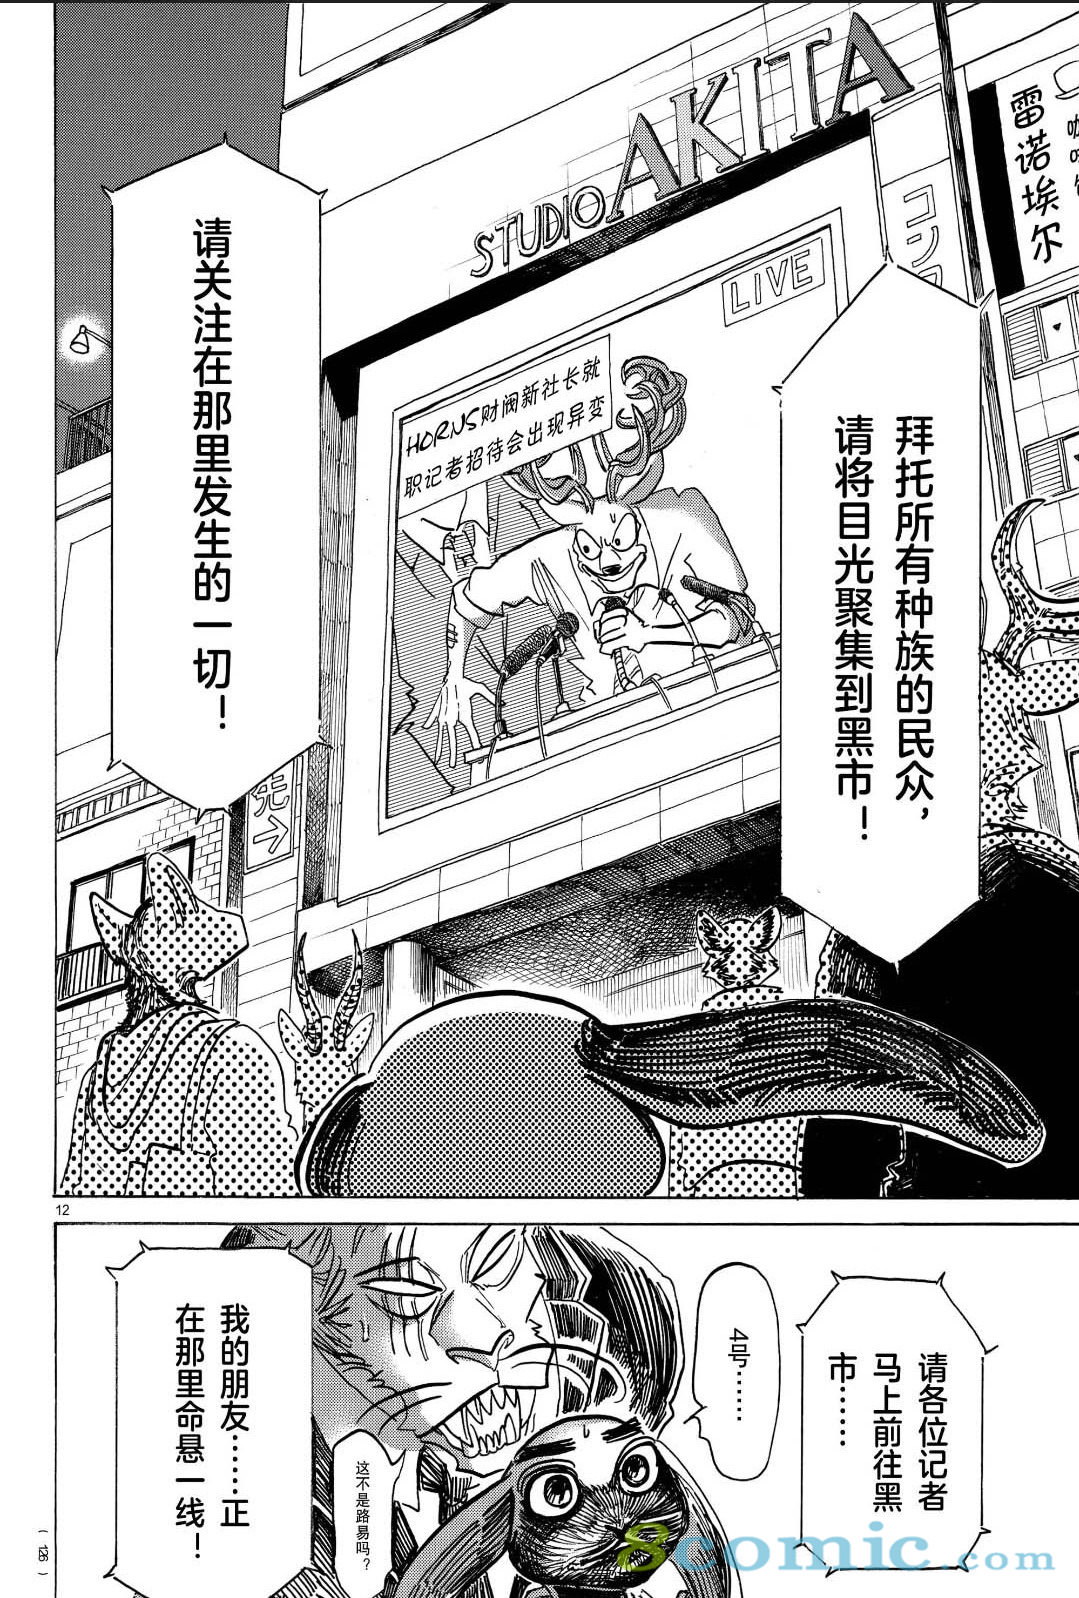 STUDIO AKITA
LIVE
雷诺埃尔
HORNS财阀新社长就
职记者招待会出现异变
拜托所有种族的民众，
请将目光聚集到黑市！
请关注在那里发生的
一切！
先→
12
请各位记者
马上前往黑
市……
4号……
这不是路易吗？
我的朋友……正
在那里命悬一线！
(126)
8comic.com